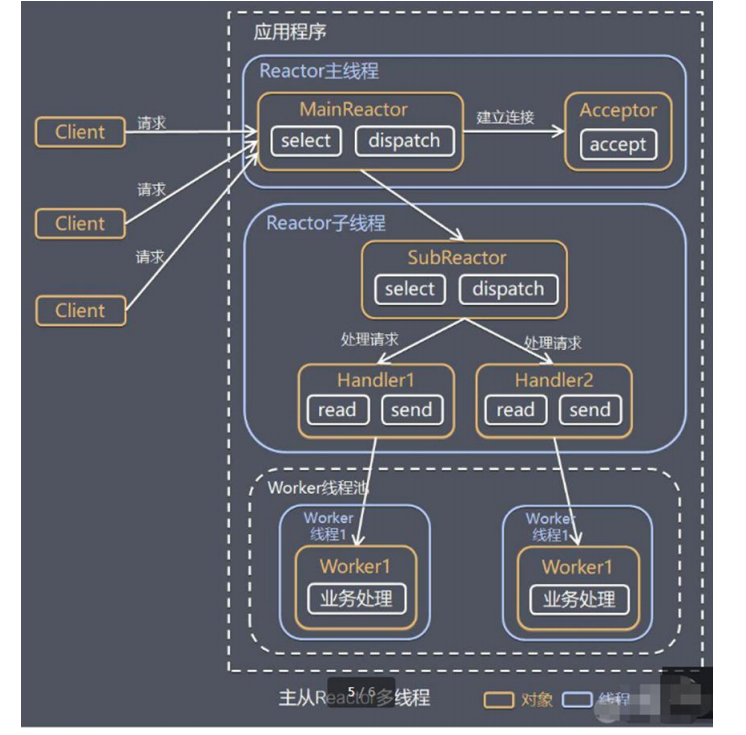 应用程序
Reactor主线程
MainReactor
select
dispatch
建立连接
Acceptor
accept
Client
请求
Client
请求
Client
请求
Reactor子线程
SubReactor
select
dispatch
处理请求
处理请求
Handler1
read
send
Handler2
read
send
Worker线程池
Worker
线程1
Worker1
业务处理
Worker
线程1
Worker1
业务处理
主从Reactor多线程
5 / 6
对象
线程